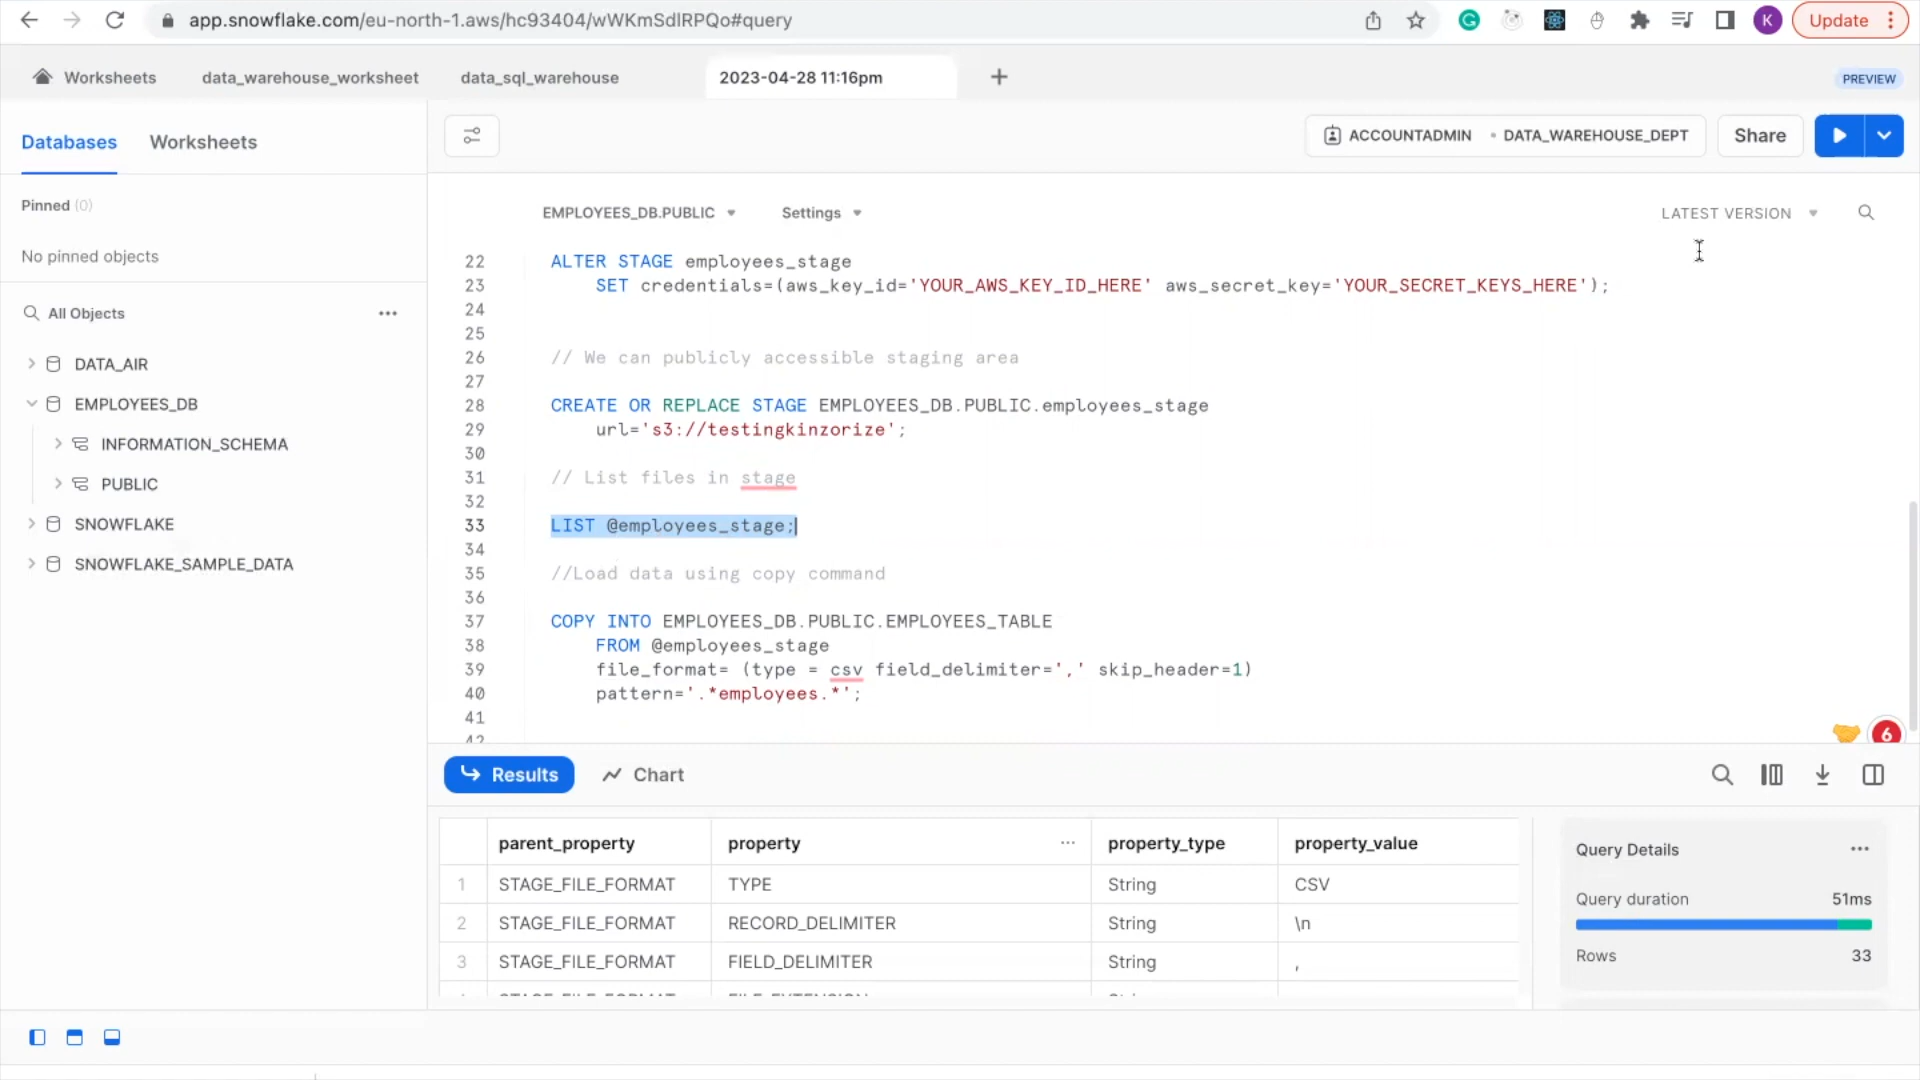 app.snowflake.com/eu-north-1.aws/hc93404/wWKmSdlRPQo#query
K
Update
Worksheets
data_warehouse_worksheet
data_sql_warehouse
2023-04-28 11:16pm
PREVIEW
Databases
Worksheets
ACCOUNTADMIN
DATA_WAREHOUSE_DEPT
Share
Pinned (0)
No pinned objects
All Objects
DATA_AIR
EMPLOYEES_DB
INFORMATION_SCHEMA
PUBLIC
SNOWFLAKE
SNOWFLAKE_SAMPLE_DATA
EMPLOYEES_DB.PUBLIC
Settings
LATEST VERSION
22 ALTER STAGE employees_stage
23 SET credentials=(aws_key_id='YOUR_AWS_KEY_ID_HERE' aws_secret_key='YOUR_SECRET_KEYS_HERE');
24
25
26 // We can publicly accessible staging area
27
28 CREATE OR REPLACE STAGE EMPLOYEES_DB.PUBLIC.employees_stage
29 url='s3://testingkinzorize';
30
31 // List files in stage
32
33 LIST @employees_stage;
34
35 //Load data using copy command
36
37 COPY INTO EMPLOYEES_DB.PUBLIC.EMPLOYEES_TABLE
38 FROM @employees_stage
39 file_format= (type = csv field_delimiter=',' skip_header=1)
40 pattern='.*employees.*';
41
42
6
Results
Chart
parent_property property property_type property_value
1 STAGE_FILE_FORMAT TYPE String CSV
2 STAGE_FILE_FORMAT RECORD_DELIMITER String \n
3 STAGE_FILE_FORMAT FIELD_DELIMITER String ,
Query Details
Query duration 51ms
Rows 33